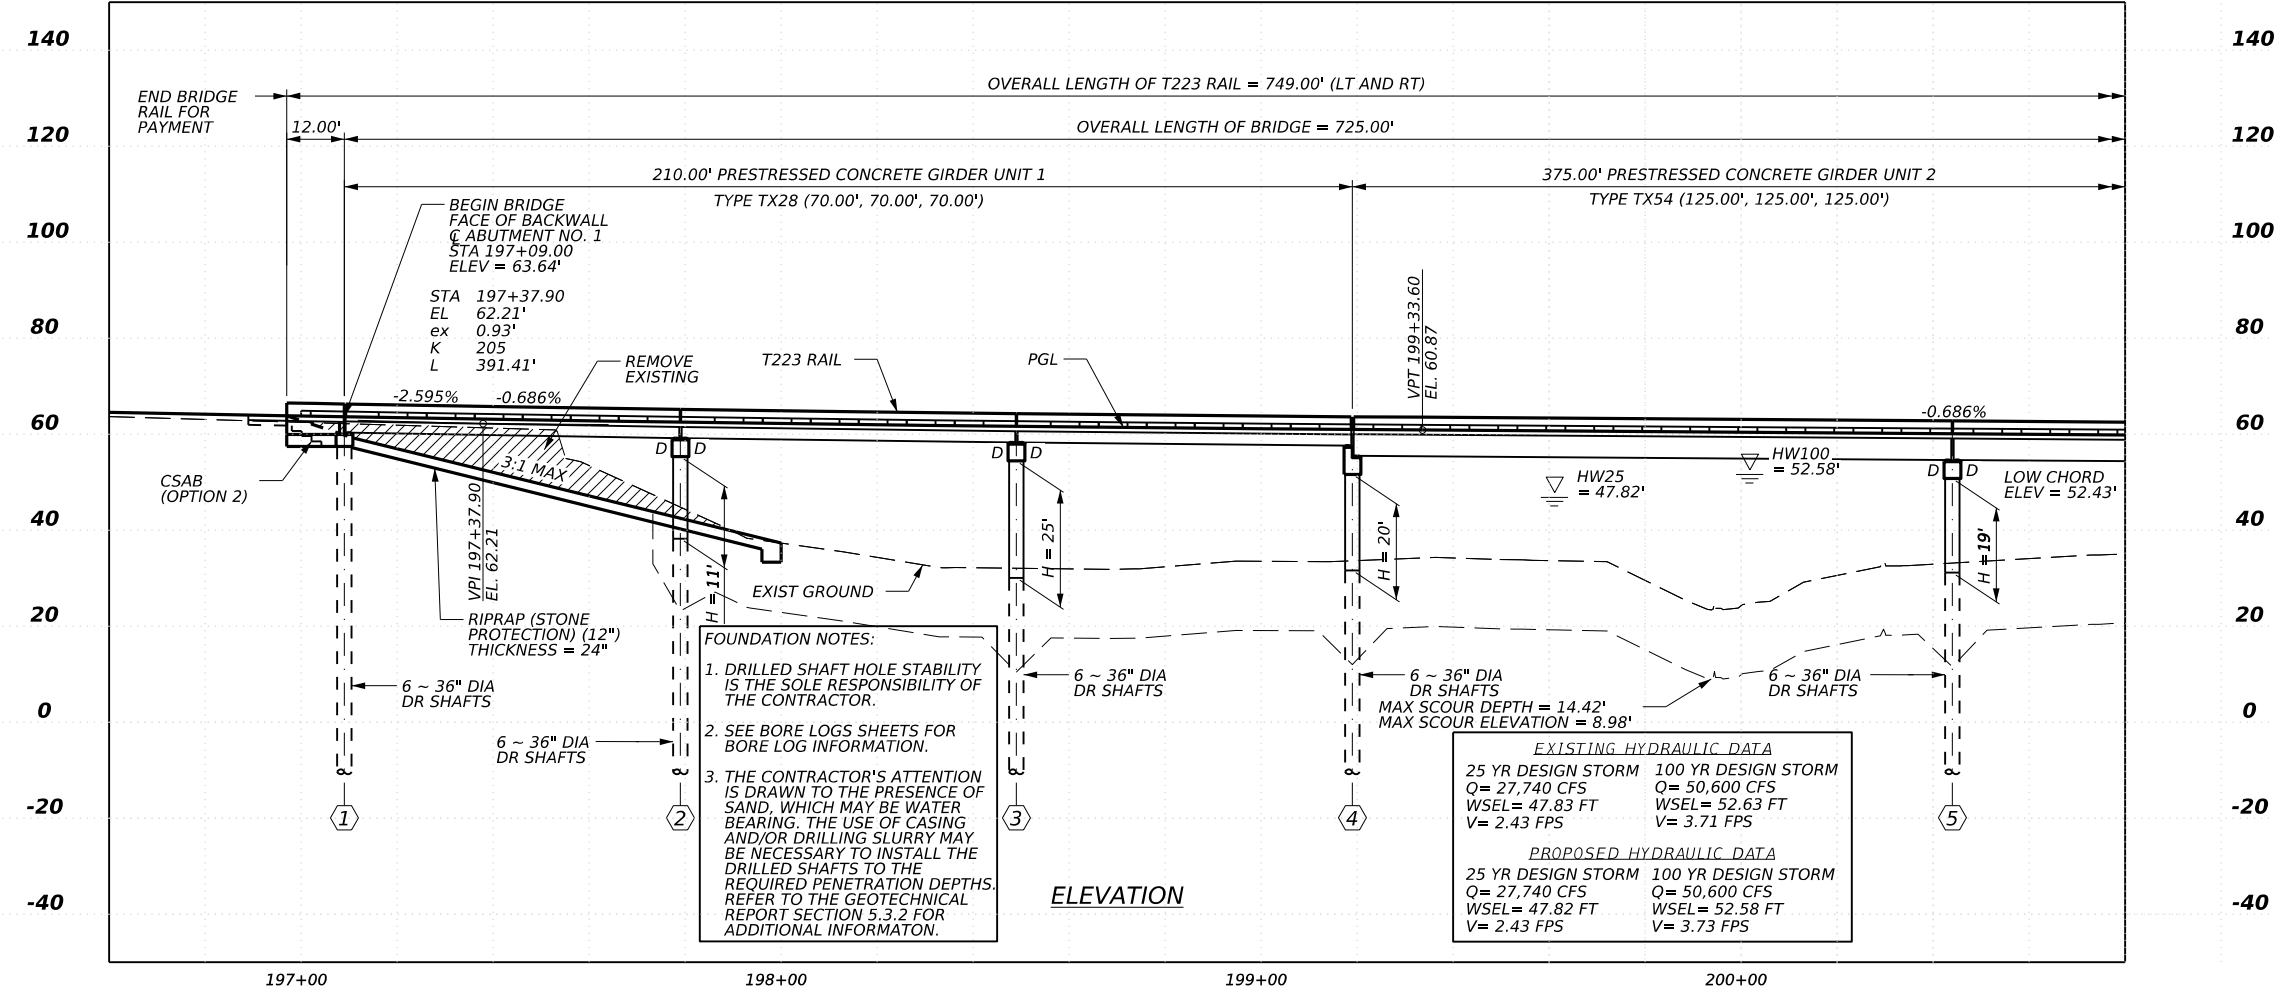 140
140
OVERALL LENGTH OF T223 RAIL = 749.00' (LT AND RT)
END BRIDGE
RAIL FOR
PAYMENT
12.00'
OVERALL LENGTH OF BRIDGE = 725.00'
120
120
210.00' PRESTRESSED CONCRETE GIRDER UNIT 1
TYPE TX28 (70.00', 70.00', 70.00')
375.00' PRESTRESSED CONCRETE GIRDER UNIT 2
TYPE TX54 (125.00', 125.00', 125.00')
BEGIN BRIDGE
FACE OF BACKWALL
℄ ABUTMENT NO. 1
STA 197+09.00
ELEV = 63.64'
100
100
STA 197+37.90
EL 62.21'
ex 0.93'
K 205
L 391.41'
80
80
VPT 199+33.60
EL. 60.87
REMOVE
EXISTING
T223 RAIL
PGL
-2.595%
-0.686%
-0.686%
60
60
D D
D D
D D
3:1 MAX
CSAB
(OPTION 2)
HW25
= 47.82'
HW100
= 52.58'
LOW CHORD
ELEV = 52.43'
VPI 197+37.90
EL. 62.21
40
40
H = 11'
H = 25'
H = 20'
H = 19'
EXIST GROUND
20
20
RIPRAP (STONE
PROTECTION) (12")
THICKNESS = 24"
6 ~ 36" DIA
DR SHAFTS
6 ~ 36" DIA
DR SHAFTS
6 ~ 36" DIA
DR SHAFTS
6 ~ 36" DIA
DR SHAFTS
6 ~ 36" DIA
DR SHAFTS
MAX SCOUR DEPTH = 14.42'
MAX SCOUR ELEVATION = 8.98'
0
0
FOUNDATION NOTES:
1. DRILLED SHAFT HOLE STABILITY
IS THE SOLE RESPONSIBILITY OF
THE CONTRACTOR.
2. SEE BORE LOGS SHEETS FOR
BORE LOG INFORMATION.
3. THE CONTRACTOR'S ATTENTION
IS DRAWN TO THE PRESENCE OF
SAND, WHICH MAY BE WATER
BEARING. THE USE OF CASING
AND/OR DRILLING SLURRY MAY
BE NECESSARY TO INSTALL THE
DRILLED SHAFTS TO THE
REQUIRED PENETRATION DEPTHS.
REFER TO THE GEOTECHNICAL
REPORT SECTION 5.3.2 FOR
ADDITIONAL INFORMATON.
EXISTING HYDRAULIC DATA
25 YR DESIGN STORM
Q= 27,740 CFS
WSEL= 47.83 FT
V= 2.43 FPS
100 YR DESIGN STORM
Q= 50,600 CFS
WSEL= 52.63 FT
V= 3.71 FPS
PROPOSED HYDRAULIC DATA
25 YR DESIGN STORM
Q= 27,740 CFS
WSEL= 47.82 FT
V= 2.43 FPS
100 YR DESIGN STORM
Q= 50,600 CFS
WSEL= 52.58 FT
V= 3.73 FPS
-20
-20
1
2
3
4
5
ELEVATION
-40
-40
197+00
198+00
199+00
200+00